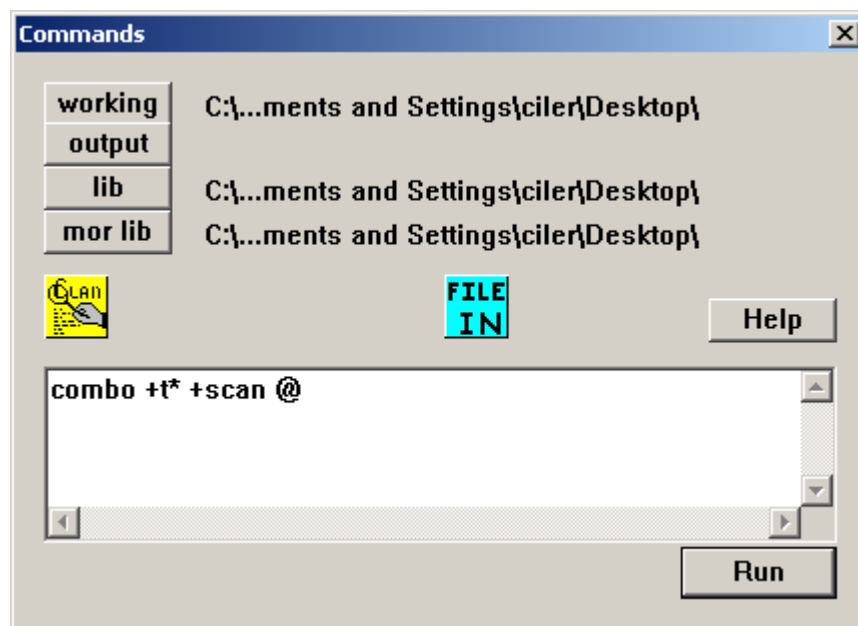 Commands
working C:\...ments and Settings\ciler\Desktop\
output
lib C:\...ments and Settings\ciler\Desktop\
mor lib C:\...ments and Settings\ciler\Desktop\
CLAN
FILE IN
Help
combo +t* +scan @
Run